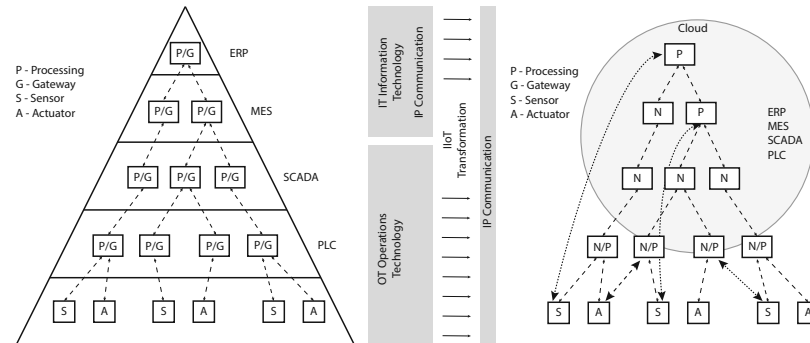 P - Processing
G - Gateway
S - Sensor
A - Actuator
P/G
ERP
P/G P/G
MES
P/G P/G P/G
SCADA
P/G P/G P/G P/G
PLC
S A S A S A
IT Information
Technology
IP Communication
OT Operations
Technology
IIoT
Transformation
IP Communication
Cloud
P - Processing
G - Gateway
S - Sensor
A - Actuator
P
N P
ERP
MES
SCADA
PLC
N N N
N/P N/P N/P N/P
S A S A S A